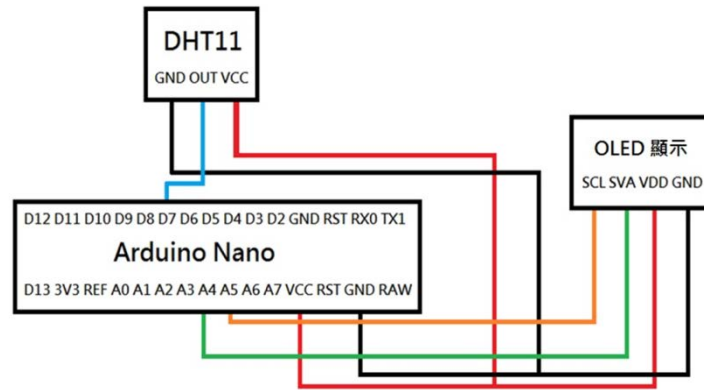 DHT11
GND OUT VCC
OLED 顯示
SCL SVA VDD GND
D12 D11 D10 D9 D8 D7 D6 D5 D4 D3 D2 GND RST RX0 TX1
Arduino Nano
D13 3V3 REF A0 A1 A2 A3 A4 A5 A6 A7 VCC RST GND RAW